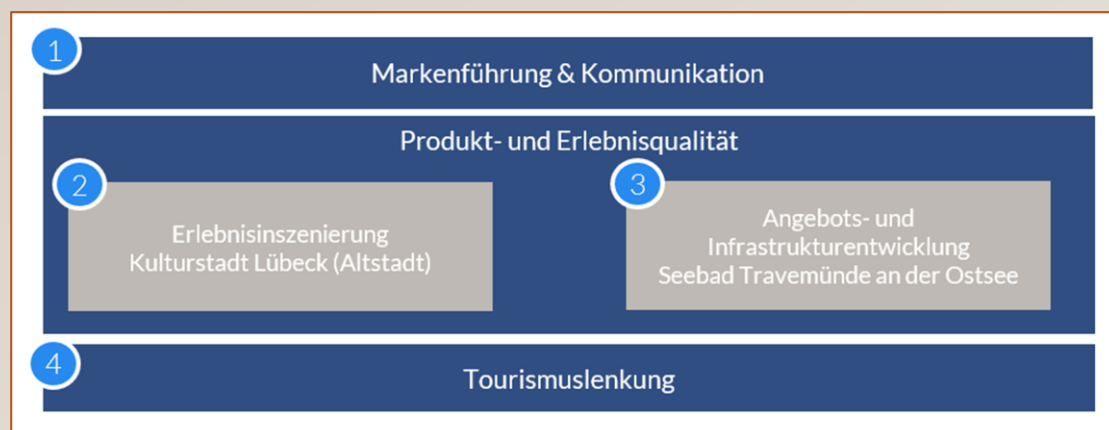 1
Markenführung & Kommunikation
Produkt- und Erlebnisqualität
2
Erlebnisinszenierung
Kulturstadt Lübeck (Altstadt)
3
Angebots- und
Infrastrukturentwicklung
Seebad Travemünde an der Ostsee
4
Tourismuslenkung